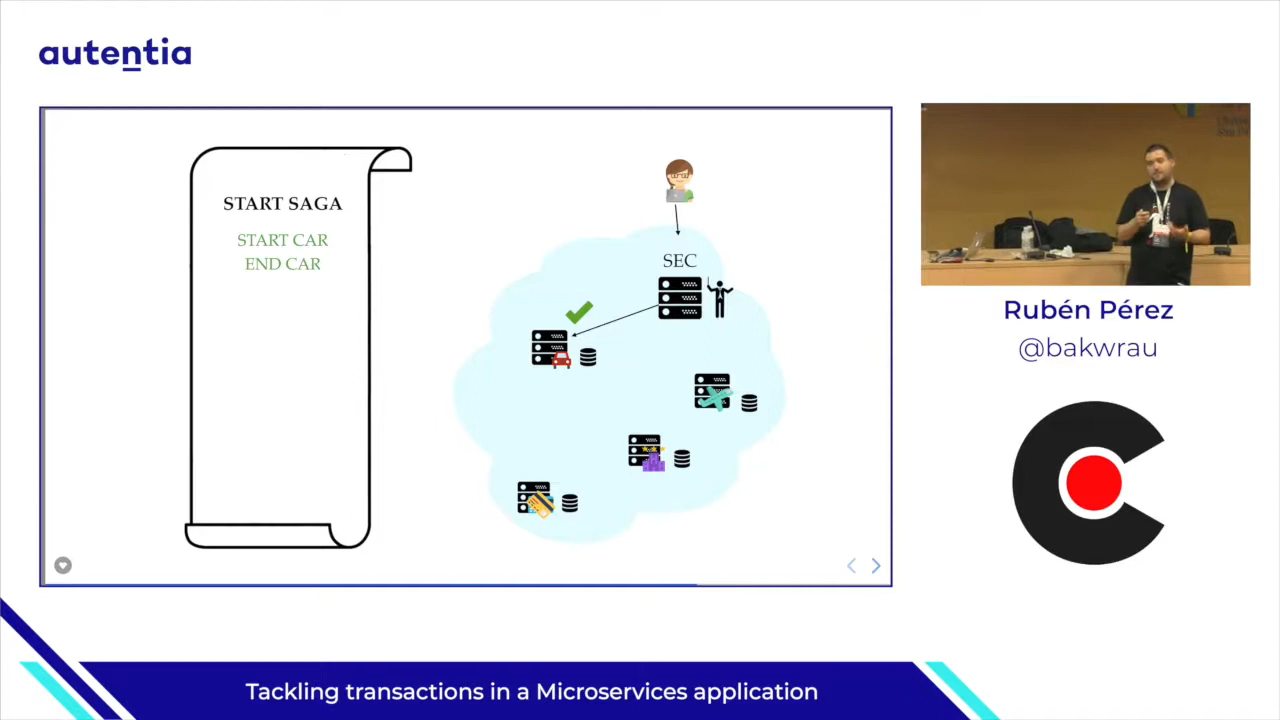 autentia
START SAGA
START CAR
END CAR
SEC
Rubén Pérez
@bakwrau
Tackling transactions in a Microservices application